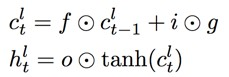 c_t^l = f ⊙ c_{t−1}^l + i ⊙ g
h_t^l = o ⊙ tanh(c_t^l)